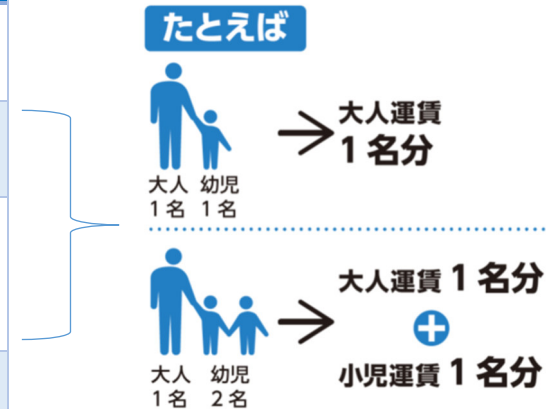 たとえば
大人運賃
1名分
大人 幼児
1名 1名
大人運賃 1名分
+
小児運賃 1名分
大人 幼児
1名 2名